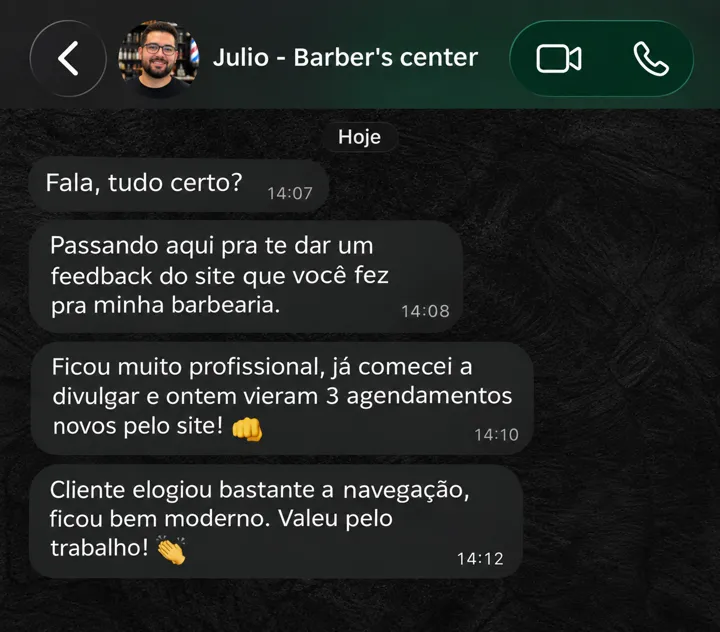 Julio - Barber's center
Hoje
Fala, tudo certo?
14:07
Passando aqui pra te dar um
feedback do site que você fez
pra minha barbearia.
14:08
Ficou muito profissional, já comecei a
divulgar e ontem vieram 3 agendamentos
novos pelo site! 👊
14:10
Cliente elogiou bastante a navegação,
ficou bem moderno. Valeu pelo
trabalho! 👏
14:12